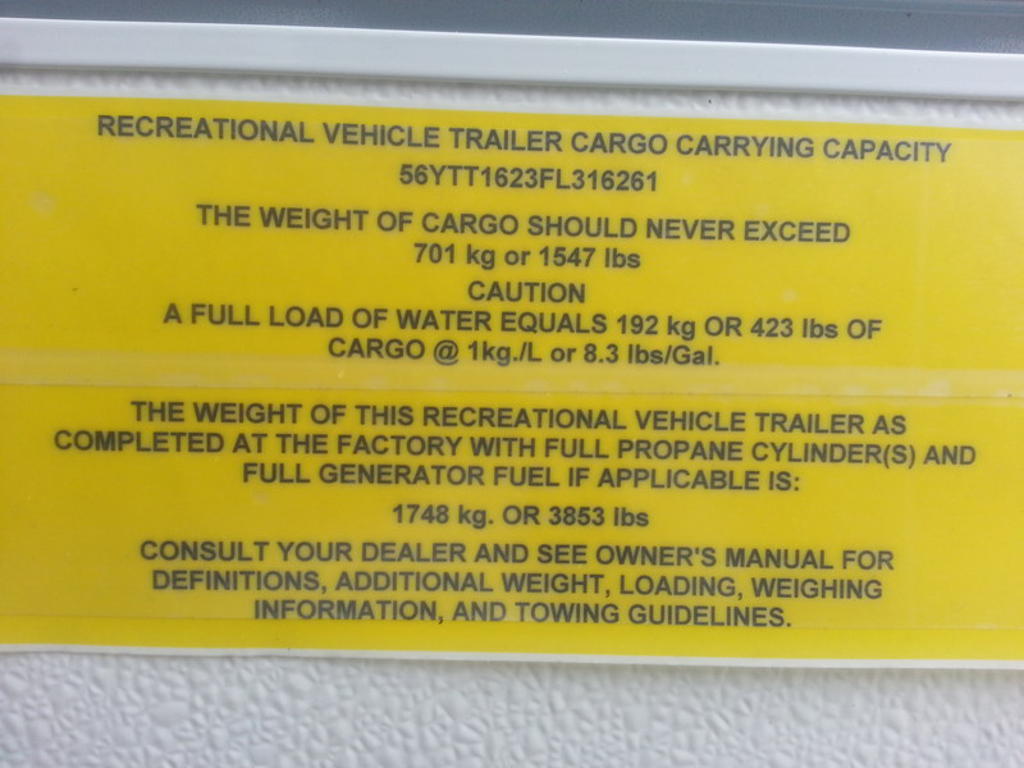 RECREATIONAL VEHICLE TRAILER CARGO CARRYING CAPACITY
56YTT1623FL316261
THE WEIGHT OF CARGO SHOULD NEVER EXCEED
701 kg or 1547 lbs
CAUTION
A FULL LOAD OF WATER EQUALS 192 kg OR 423 lbs OF
CARGO @ 1kg./L or 8.3 lbs/Gal.
THE WEIGHT OF THIS RECREATIONAL VEHICLE TRAILER AS
COMPLETED AT THE FACTORY WITH FULL PROPANE CYLINDER(S) AND
FULL GENERATOR FUEL IF APPLICABLE IS:
1748 kg. OR 3853 lbs
CONSULT YOUR DEALER AND SEE OWNER'S MANUAL FOR
DEFINITIONS, ADDITIONAL WEIGHT, LOADING, WEIGHING
INFORMATION, AND TOWING GUIDELINES.